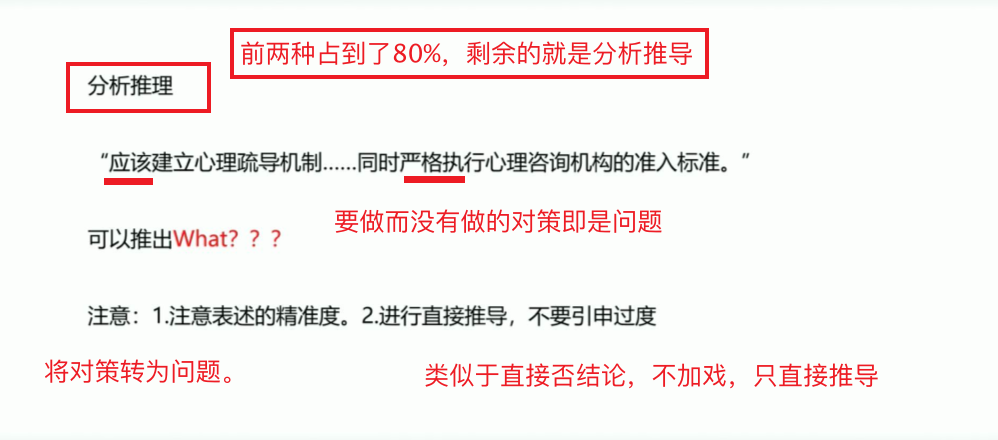 前两种占到了80%，剩余的就是分析推导
分析推理
“应该建立心理疏导机制……同时严格执行心理咨询机构的准入标准。”
要做而没有做的对策即是问题
可以推出What？？？
注意：1.注意表述的精准度。2.进行直接推导，不要引申过度
将对策转为问题。
类似于直接否结论，不加戏，只直接推导